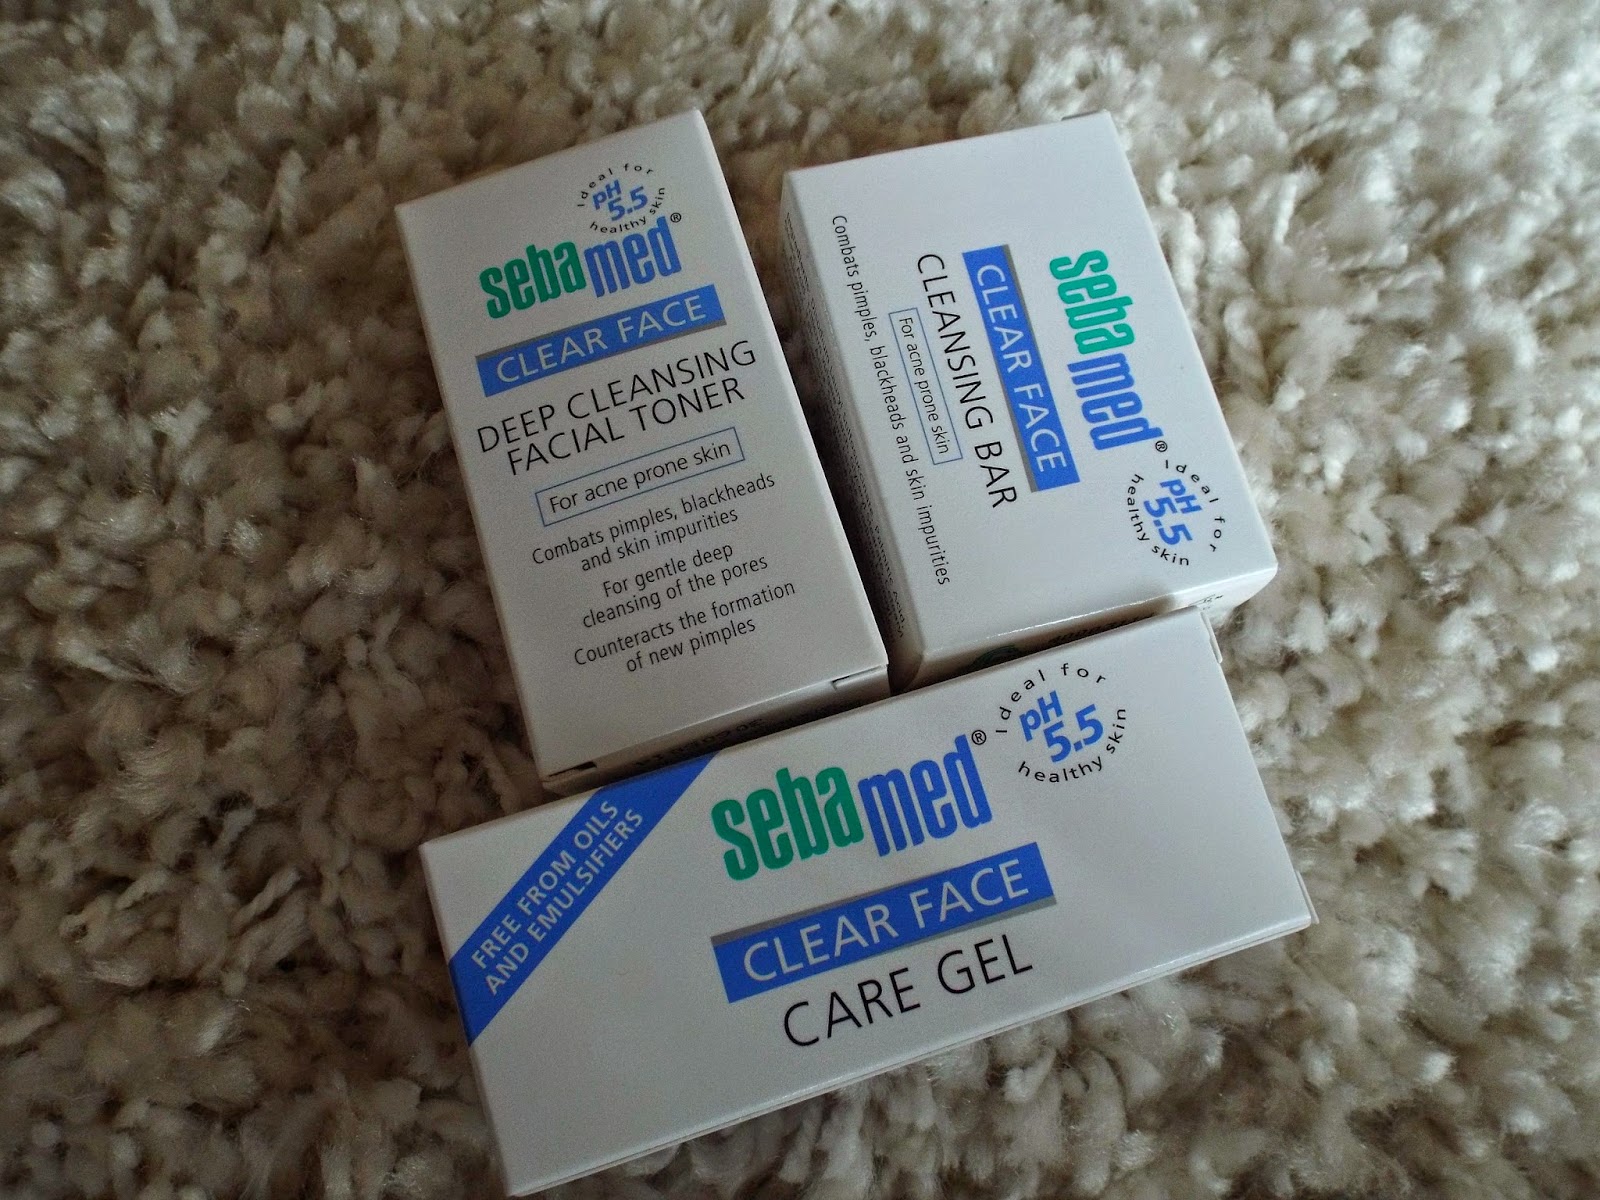 Ideal for
pH
5.5
healthy skin
sebamed®
CLEAR FACE
DEEP CLEANSING
FACIAL TONER
For acne prone skin
Combats pimples, blackheads
and skin impurities
For gentle deep
cleansing of the pores
Counteracts the formation
of new pimples
sebamed®
Ideal for
pH
5.5
healthy skin
CLEAR FACE
CLEANSING BAR
For acne prone skin
Combats pimples, blackheads and skin impurities
FREE FROM OILS
AND EMULSIFIERS
sebamed®
Ideal for
pH
5.5
healthy skin
CLEAR FACE
CARE GEL